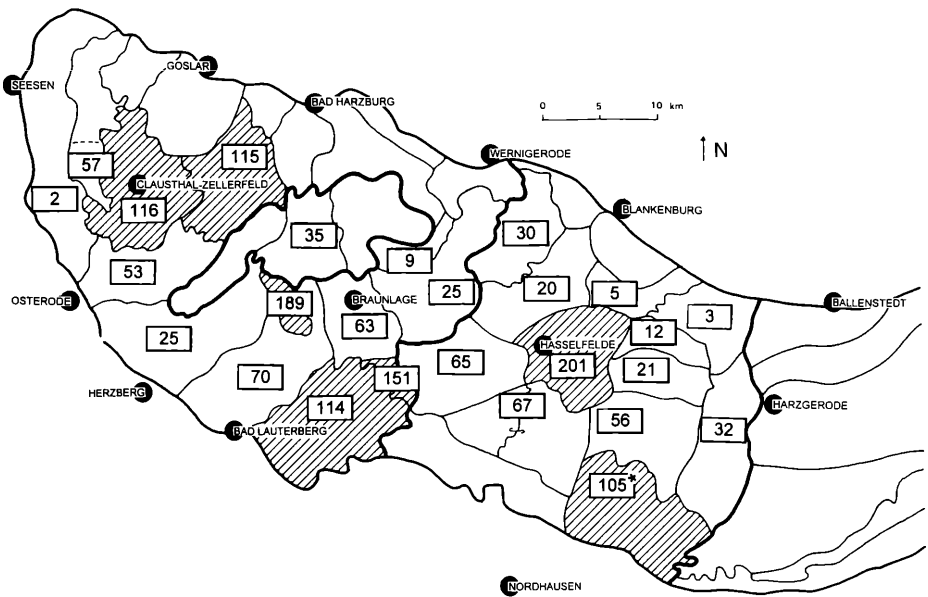 GOSLAR
SEESEN
BAD HARZBURG
0 5 10 km
N
WERNIGERODE
57
115
CLAUSTHAL-ZELLERFELD
2
116
BLANKENBURG
35
30
53
9
25
20
5
OSTERODE
189
BRAUNLAGE
63
BALLENSTEDT
3
12
25
HASSELFELDE
65
201
21
70
151
HERZBERG
114
67
HARZGERODE
56
32
BAD LAUTERBERG
105*
NORDHAUSEN